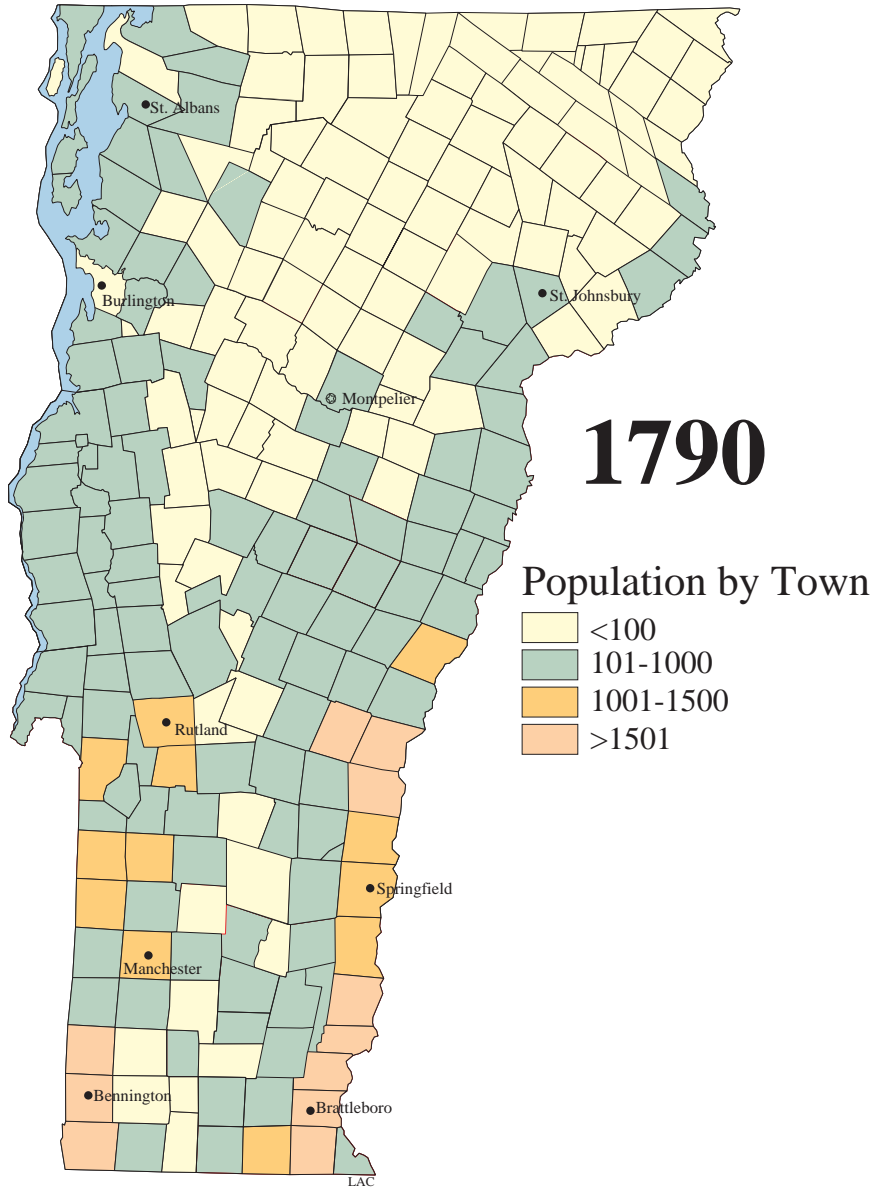 St. Albans
Burlington
St. Johnsbury
Montpelier
1790
Population by Town
<100
101-1000
1001-1500
>1501
Rutland
Springfield
Manchester
Bennington
Brattleboro
LAC